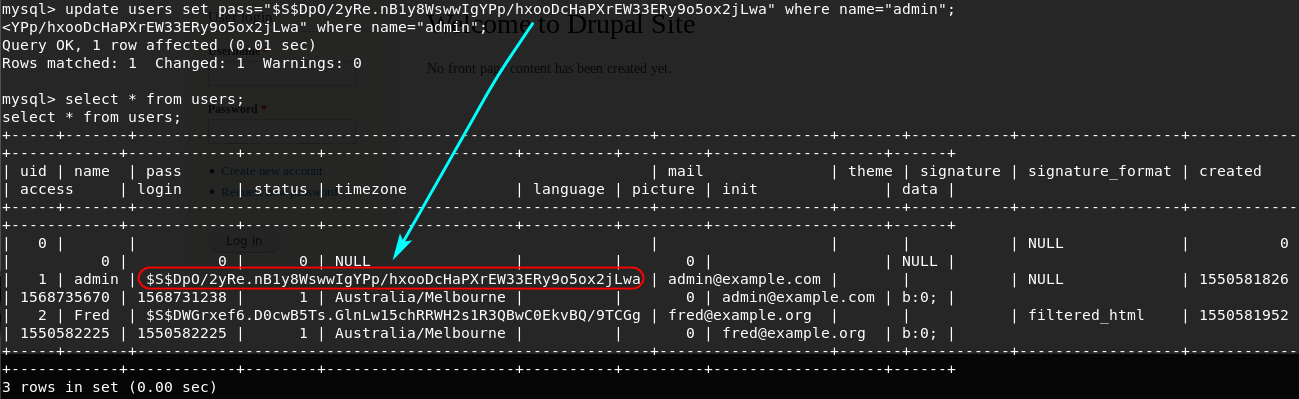 mysql> update users set pass="$S$DpO/2yRe.nB1y8WswwIgYPp/hxooDcHaPXrEW33ERy9o5ox2jLwa" where name="admin";
<YPp/hxooDcHaPXrEW33ERy9o5ox2jLwa" where name="admin";
Welcome to Drupal Site
Query OK, 1 row affected (0.01 sec)
Rows matched: 1  Changed: 1  Warnings: 0
No front page content has been created yet.
mysql> select * from users;
Password *
select * from users;
+-----+-------+---------------------------------------------------------+-------------------+-------+-----------+------------------+------------
+-----------+-----------+--------+---------------------+----------+---------+-------------------+------+
| uid | name  | pass                                                    | mail              | theme | signature | signature_format | created
Create new account
| access     | login      | status | timezone            | language | picture | init              | data |
+-----+-------+---------------------------------------------------------+-------------------+-------+-----------+------------------+------------
+-----------+-----------+--------+---------------------+----------+---------+-------------------+------+
|   0 |       |                                                         |                   |       |           | NULL             |          0
Log in
|          0 |          0 |      0 | NULL                |          |       0 |                   | NULL |
|   1 | admin | $S$DpO/2yRe.nB1y8WswwIgYPp/hxooDcHaPXrEW33ERy9o5ox2jLwa | admin@example.com |       |           | NULL             | 1550581826
| 1568735670 | 1568731238 |      1 | Australia/Melbourne |          |       0 | admin@example.com | b:0; |
|   2 | Fred  | $S$DWGrxef6.D0cwB5Ts.GlnLw15chRRWH2s1R3QBwC0EkvBQ/9TCGg | fred@example.org  |       |           | filtered_html    | 1550581952
| 1550582225 | 1550582225 |      1 | Australia/Melbourne |          |       0 | fred@example.org  | b:0; |
+-----+-------+---------------------------------------------------------+-------------------+-------+-----------+------------------+------------
+-----------+-----------+--------+---------------------+----------+---------+-------------------+------+
3 rows in set (0.00 sec)